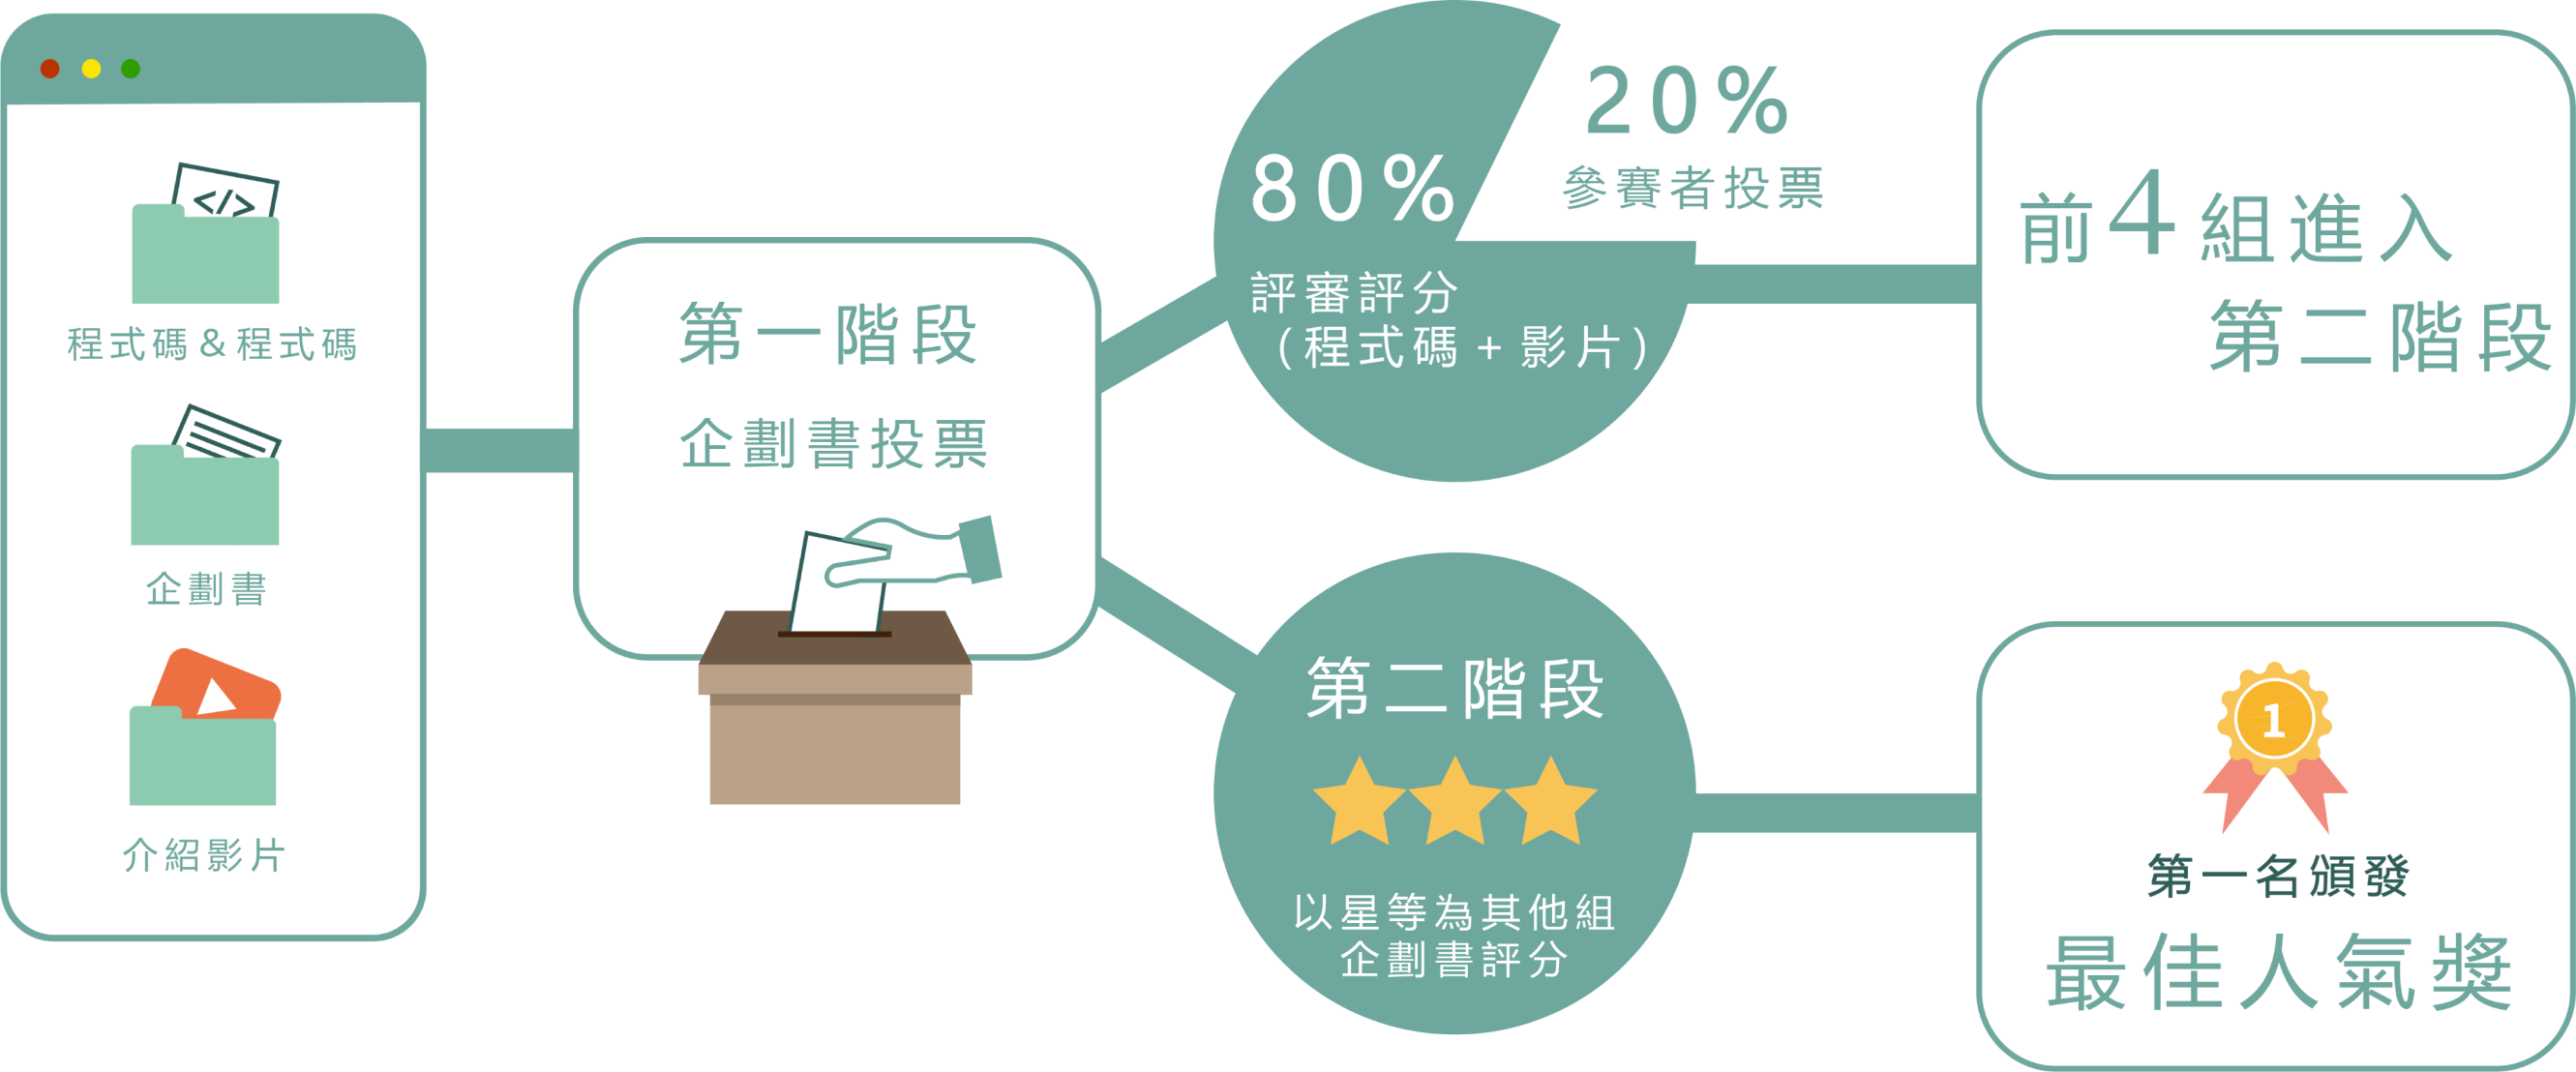 </>
程式碼 & 程式碼
企劃書
介紹影片
第一階段
企劃書投票
80%
評審評分
（程式碼 + 影片）
20%
參賽者投票
前4組進入
第二階段
第二階段
以星等為其他組
企劃書評分
1
第一名頒發
最佳人氣獎